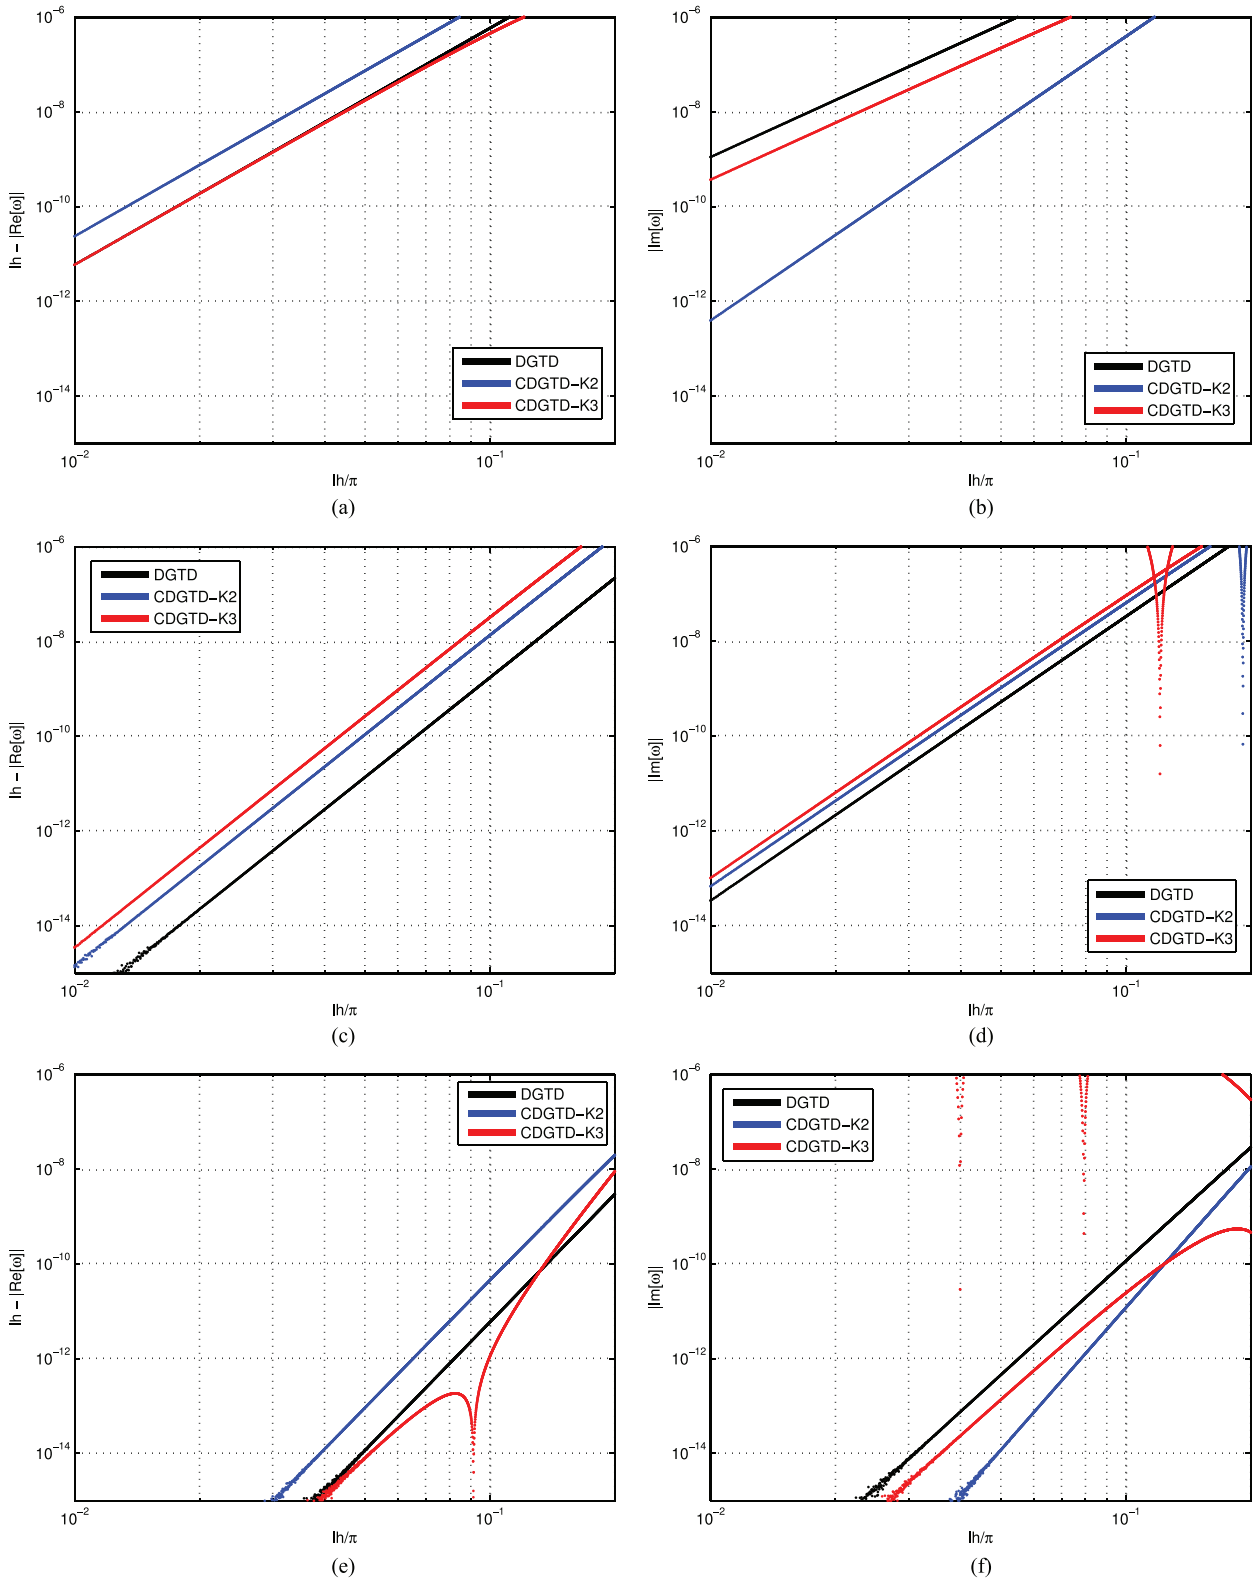 10⁻⁶
10⁻⁸
10⁻¹⁰
10⁻¹²
10⁻¹⁴
lh − |Re[ω]|
DGTD
CDGTD−K2
CDGTD−K3
10⁻²
10⁻¹
lh/π
(a)
10⁻⁶
10⁻⁸
10⁻¹⁰
10⁻¹²
10⁻¹⁴
|Im[ω]|
DGTD
CDGTD−K2
CDGTD−K3
10⁻²
10⁻¹
lh/π
(b)
10⁻⁶
10⁻⁸
10⁻¹⁰
10⁻¹²
10⁻¹⁴
lh − |Re[ω]|
DGTD
CDGTD−K2
CDGTD−K3
10⁻²
10⁻¹
lh/π
(c)
10⁻⁶
10⁻⁸
10⁻¹⁰
10⁻¹²
10⁻¹⁴
|Im[ω]|
DGTD
CDGTD−K2
CDGTD−K3
10⁻²
10⁻¹
lh/π
(d)
10⁻⁶
10⁻⁸
10⁻¹⁰
10⁻¹²
10⁻¹⁴
lh − |Re[ω]|
DGTD
CDGTD−K2
CDGTD−K3
10⁻²
10⁻¹
lh/π
(e)
10⁻⁶
10⁻⁸
10⁻¹⁰
10⁻¹²
10⁻¹⁴
|Im[ω]|
DGTD
CDGTD−K2
CDGTD−K3
10⁻²
10⁻¹
lh/π
(f)